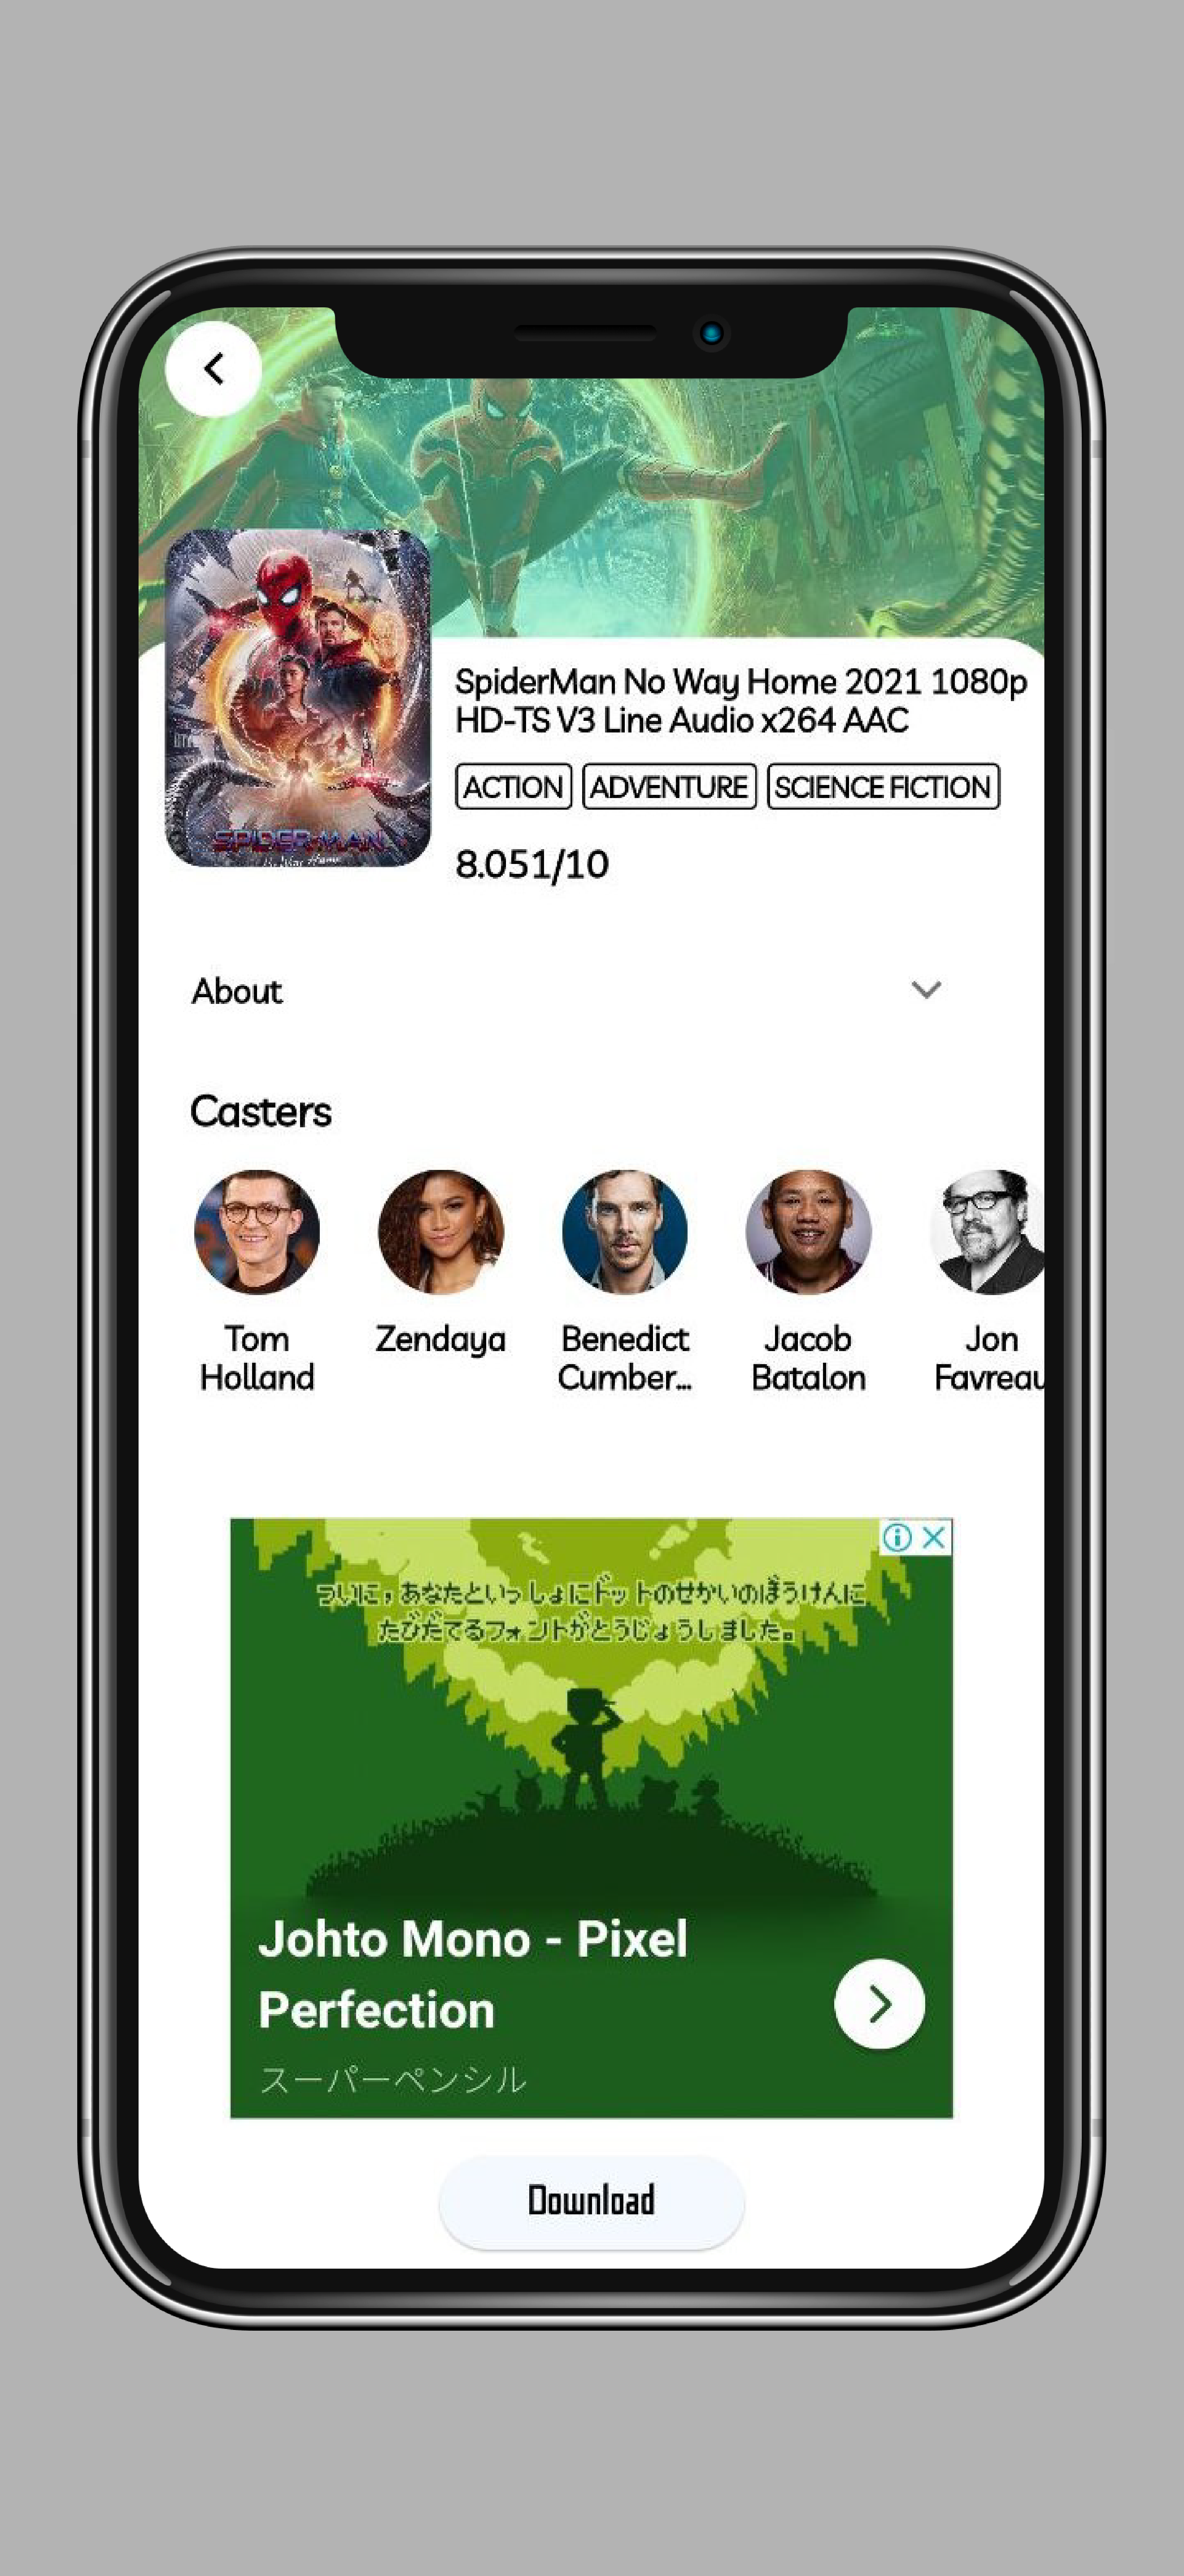 SpiderMan No Way Home 2021 1080p
HD-TS V3 Line Audio x264 AAC
ACTION ADVENTURE SCIENCE FICTION
8.051/10
SPIDER-MAN
No Way Home
About
Casters
Tom
Holland
Zendaya
Benedict
Cumber...
Jacob
Batalon
Jon
Favreau
ついに，あなたといっしょにドットのせかいのぼうけんに
たびだてるフォントがとうじょうしました。
Johto Mono - Pixel
Perfection
スーパーペンシル
Download